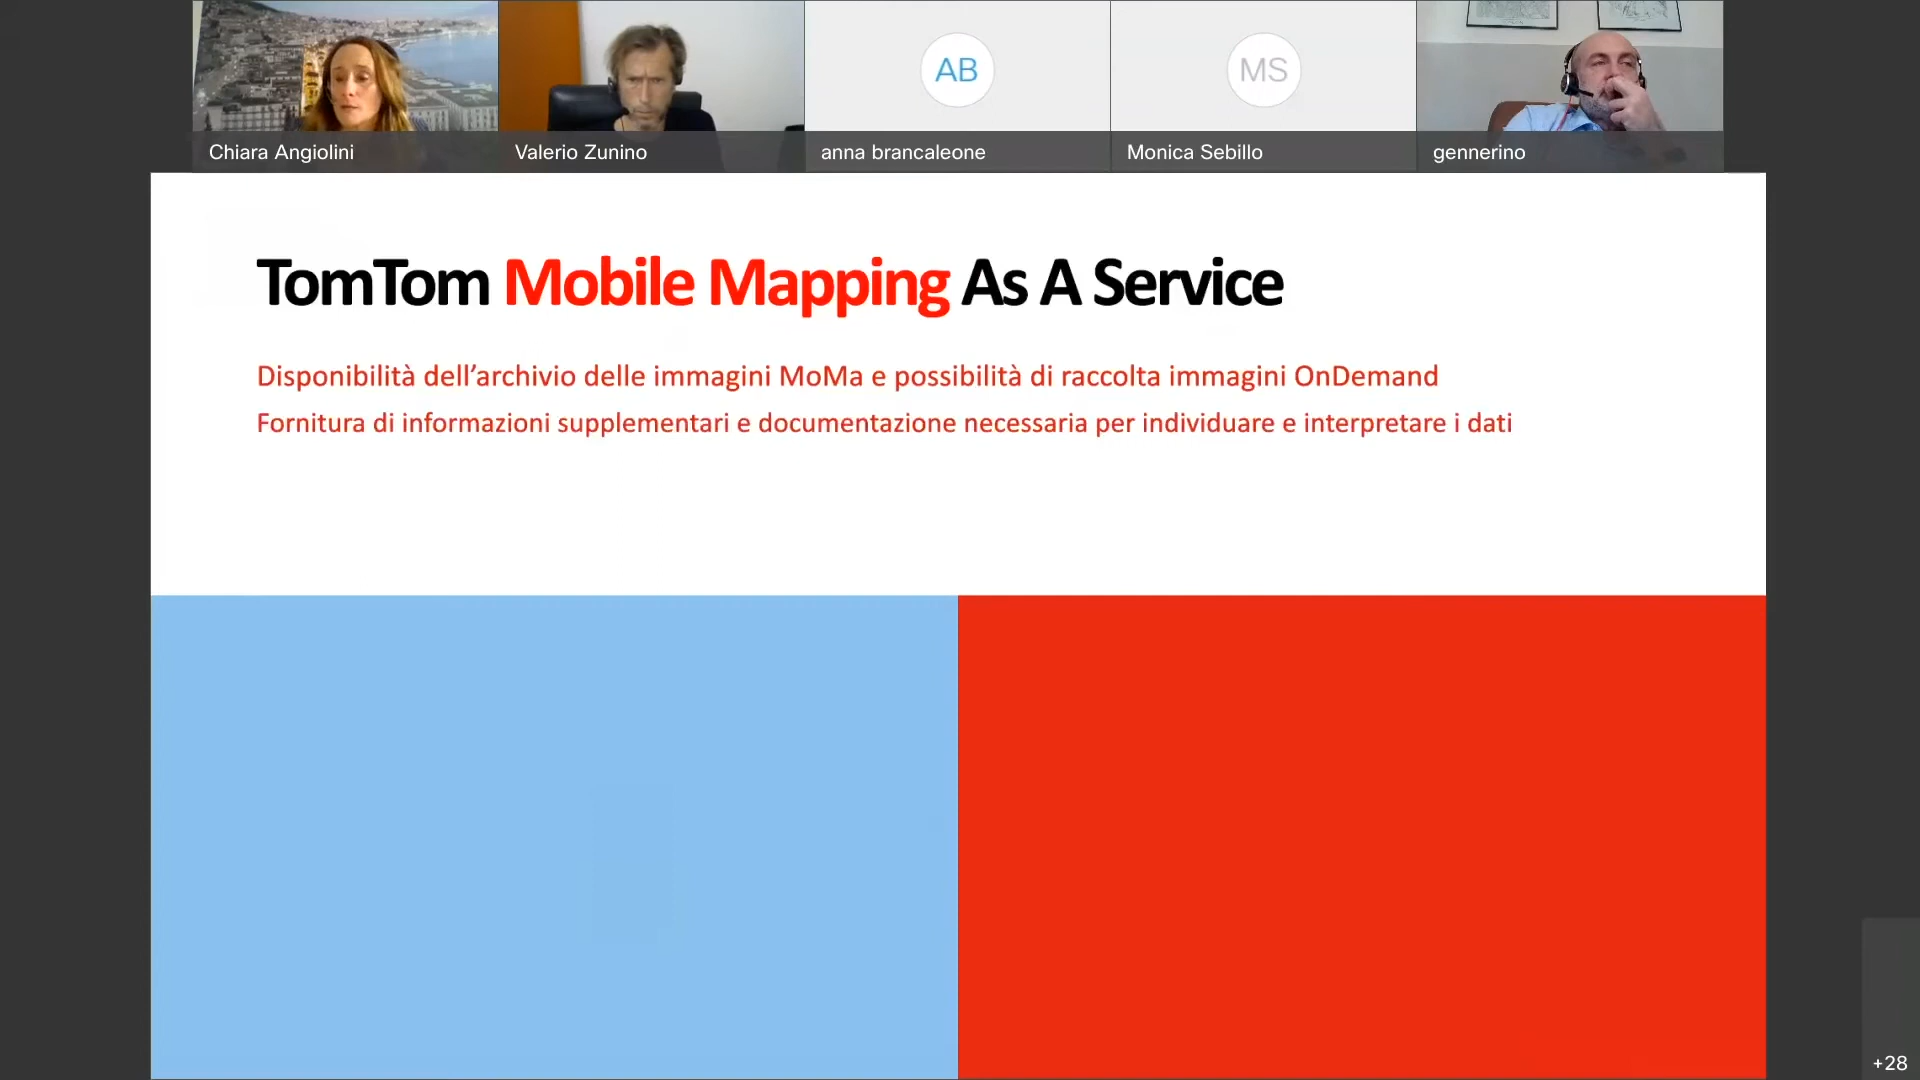 Chiara Angiolini
Valerio Zunino
AB
anna brancaleone
MS
Monica Sebillo
gennerino
TomTom Mobile Mapping As A Service
Disponibilità dell’archivio delle immagini MoMa e possibilità di raccolta immagini OnDemand
Fornitura di informazioni supplementari e documentazione necessaria per individuare e interpretare i dati
+28